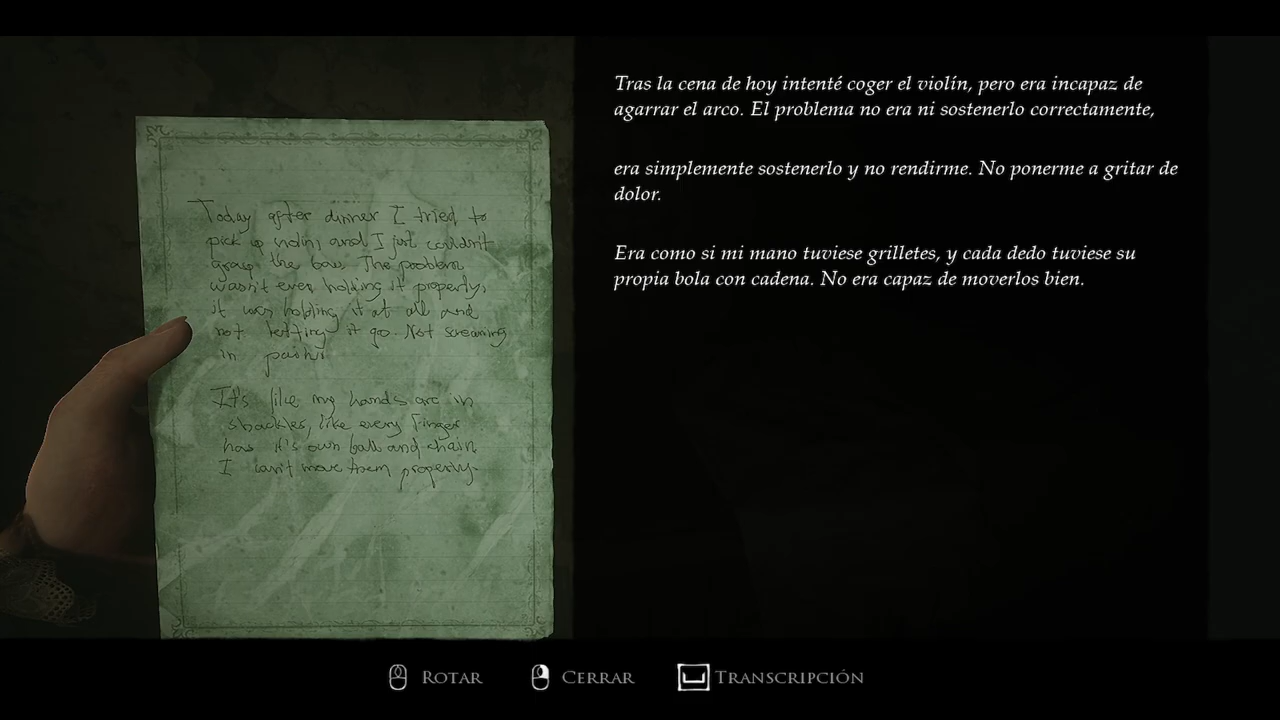 Today after dinner I tried to
pick up violin, and I just couldn't
grasp the bow. The problem
wasn't even holding it properly,
it was holding it at all and
not letting it go. Not screaming
in pain.
It's like my hands are in
shackles, like every finger
has it's own ball and chain
I can't move them properly.
Tras la cena de hoy intenté coger el violín, pero era incapaz de
agarrar el arco. El problema no era ni sostenerlo correctamente,
era simplemente sostenerlo y no rendirme. No ponerme a gritar de
dolor.
Era como si mi mano tuviese grilletes, y cada dedo tuviese su
propia bola con cadena. No era capaz de moverlos bien.
ROTAR
CERRAR
TRANSCRIPCIÓN